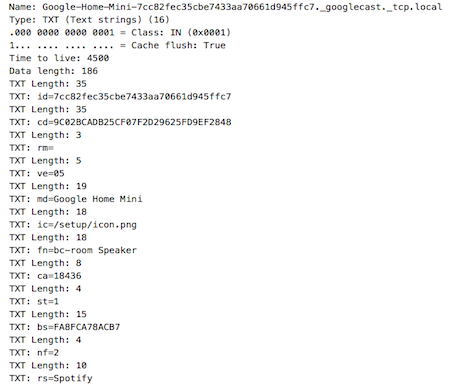 Name: Google-Home-Mini-7cc82fec35cbe7433aa70661d945ffc7._googlecast._tcp.local
Type: TXT (Text strings) (16)
.000 0000 0000 0001 = Class: IN (0x0001)
1... .... .... .... = Cache flush: True
Time to live: 4500
Data length: 186
TXT Length: 35
TXT: id=7cc82fec35cbe7433aa70661d945ffc7
TXT Length: 35
TXT: cd=9C02BCADB25CF07F2D29625FD9EF2848
TXT Length: 3
TXT: rm=
TXT Length: 5
TXT: ve=05
TXT Length: 19
TXT: md=Google Home Mini
TXT Length: 18
TXT: ic=/setup/icon.png
TXT Length: 18
TXT: fn=bc-room Speaker
TXT Length: 8
TXT: ca=18436
TXT Length: 4
TXT: st=1
TXT Length: 15
TXT: bs=FA8FCA78ACB7
TXT Length: 4
TXT: nf=2
TXT Length: 10
TXT: rs=Spotify